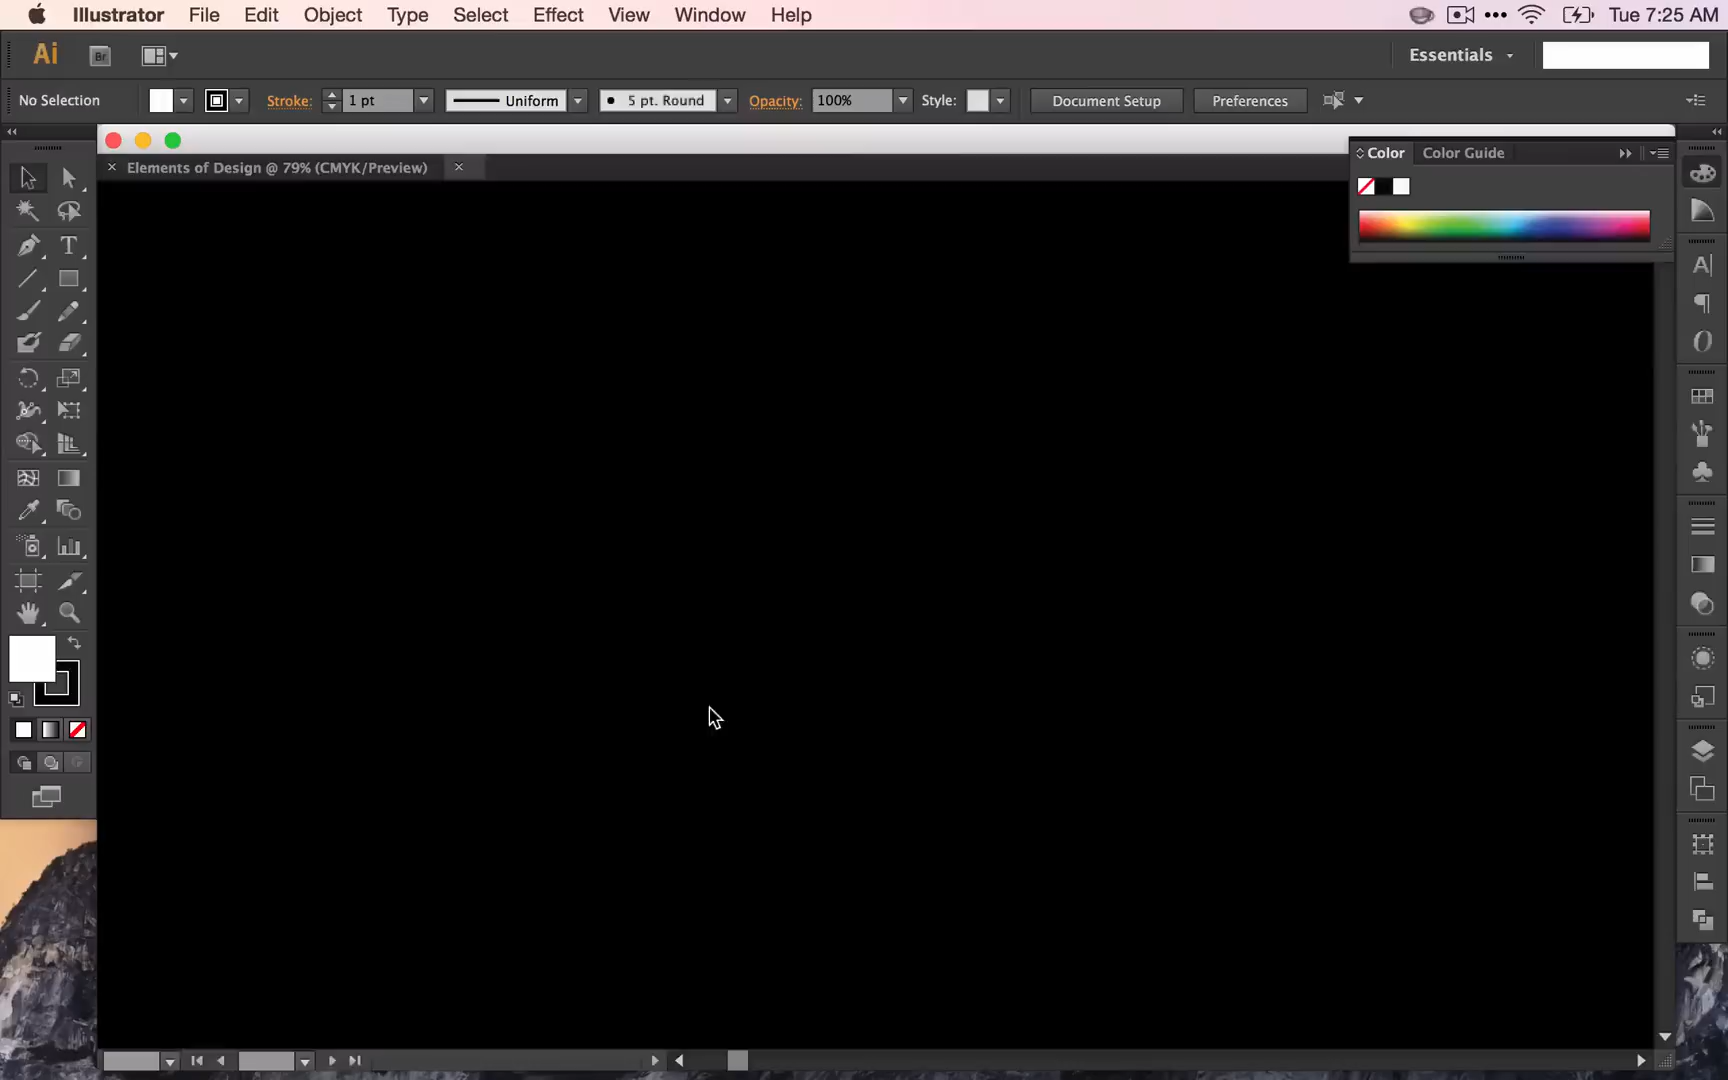 Illustrator File Edit Object Type Select Effect View Window Help Tue 7:25 AM
Ai Br Essentials
No Selection Stroke: 1 pt Uniform 5 pt. Round Opacity: 100% Style: Document Setup Preferences
Elements of Design @ 79% (CMYK/Preview)
Color Color Guide